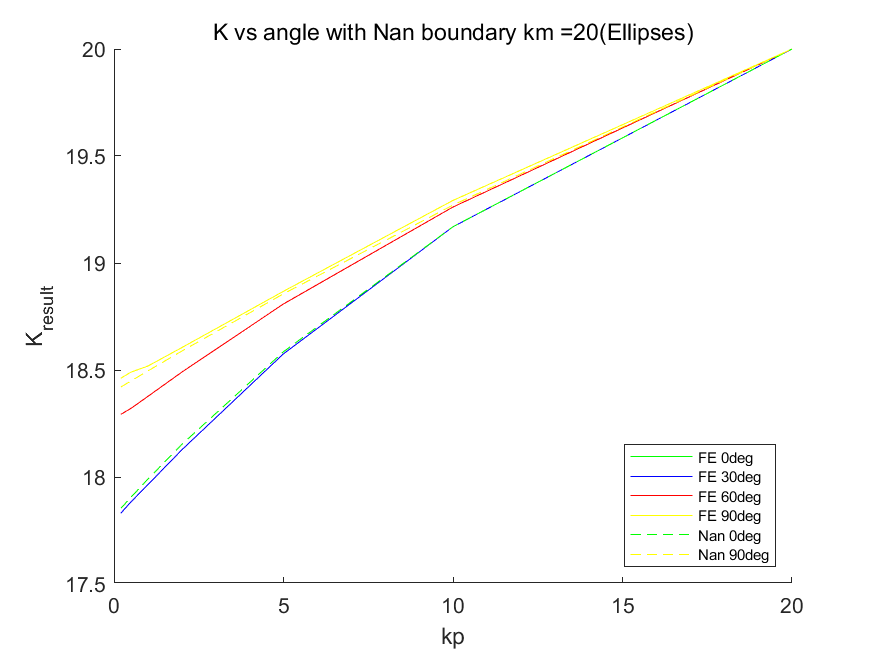 K vs angle with Nan boundary km =20(Ellipses)
20
19.5
19
18.5
18
17.5
K_result
0
5
10
15
20
kp
FE 0deg
FE 30deg
FE 60deg
FE 90deg
Nan 0deg
Nan 90deg